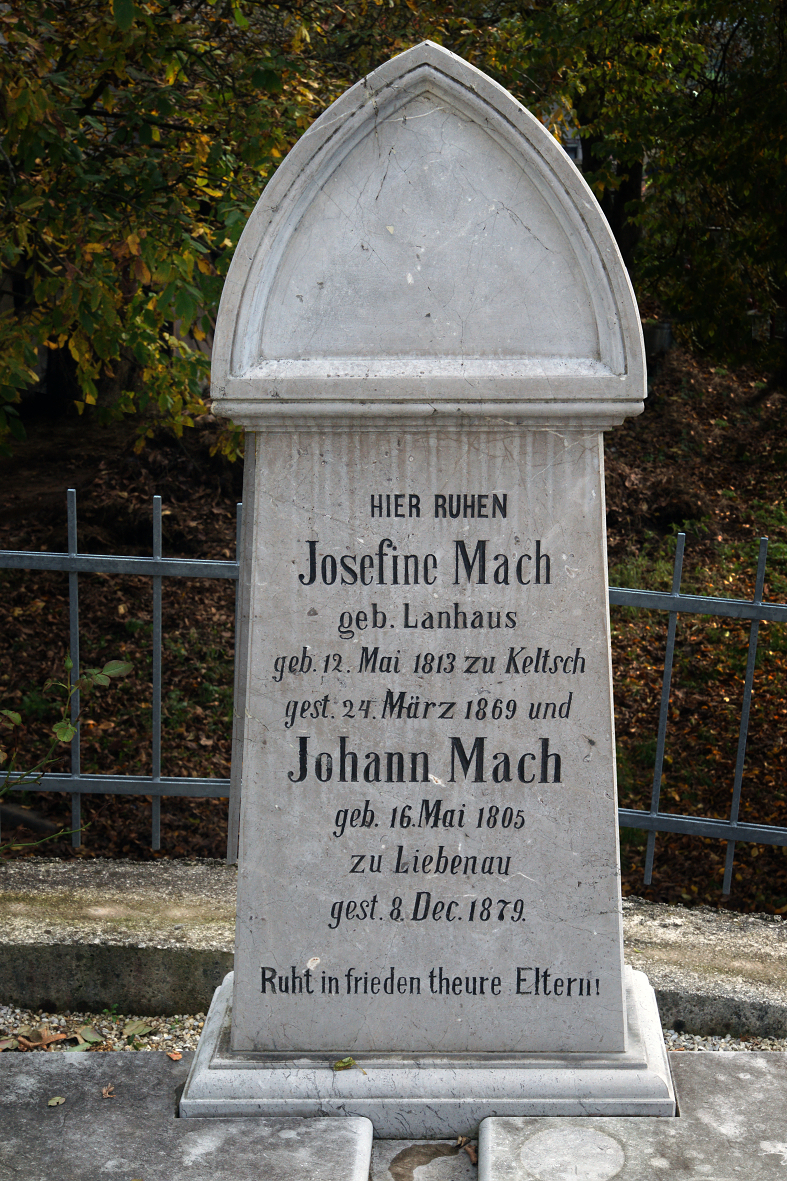 HIER RUHEN
Josefine Mach
geb. Lanhaus
geb. 12. Mai 1813 zu Keltsch
gest. 24. März 1869 und
Johann Mach
geb. 16. Mai 1805
zu Liebenau
gest. 8. Dec. 1879.
Ruht in frieden theure Eltern!